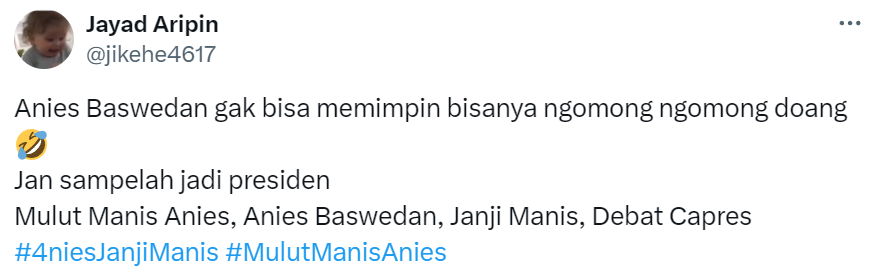 Jayad Aripin
@jikehe4617
Anies Baswedan gak bisa memimpin bisanya ngomong ngomong doang
🤣
Jan sampelah jadi presiden
Mulut Manis Anies, Anies Baswedan, Janji Manis, Debat Capres
#4niesJanjiManis #MulutManisAnies